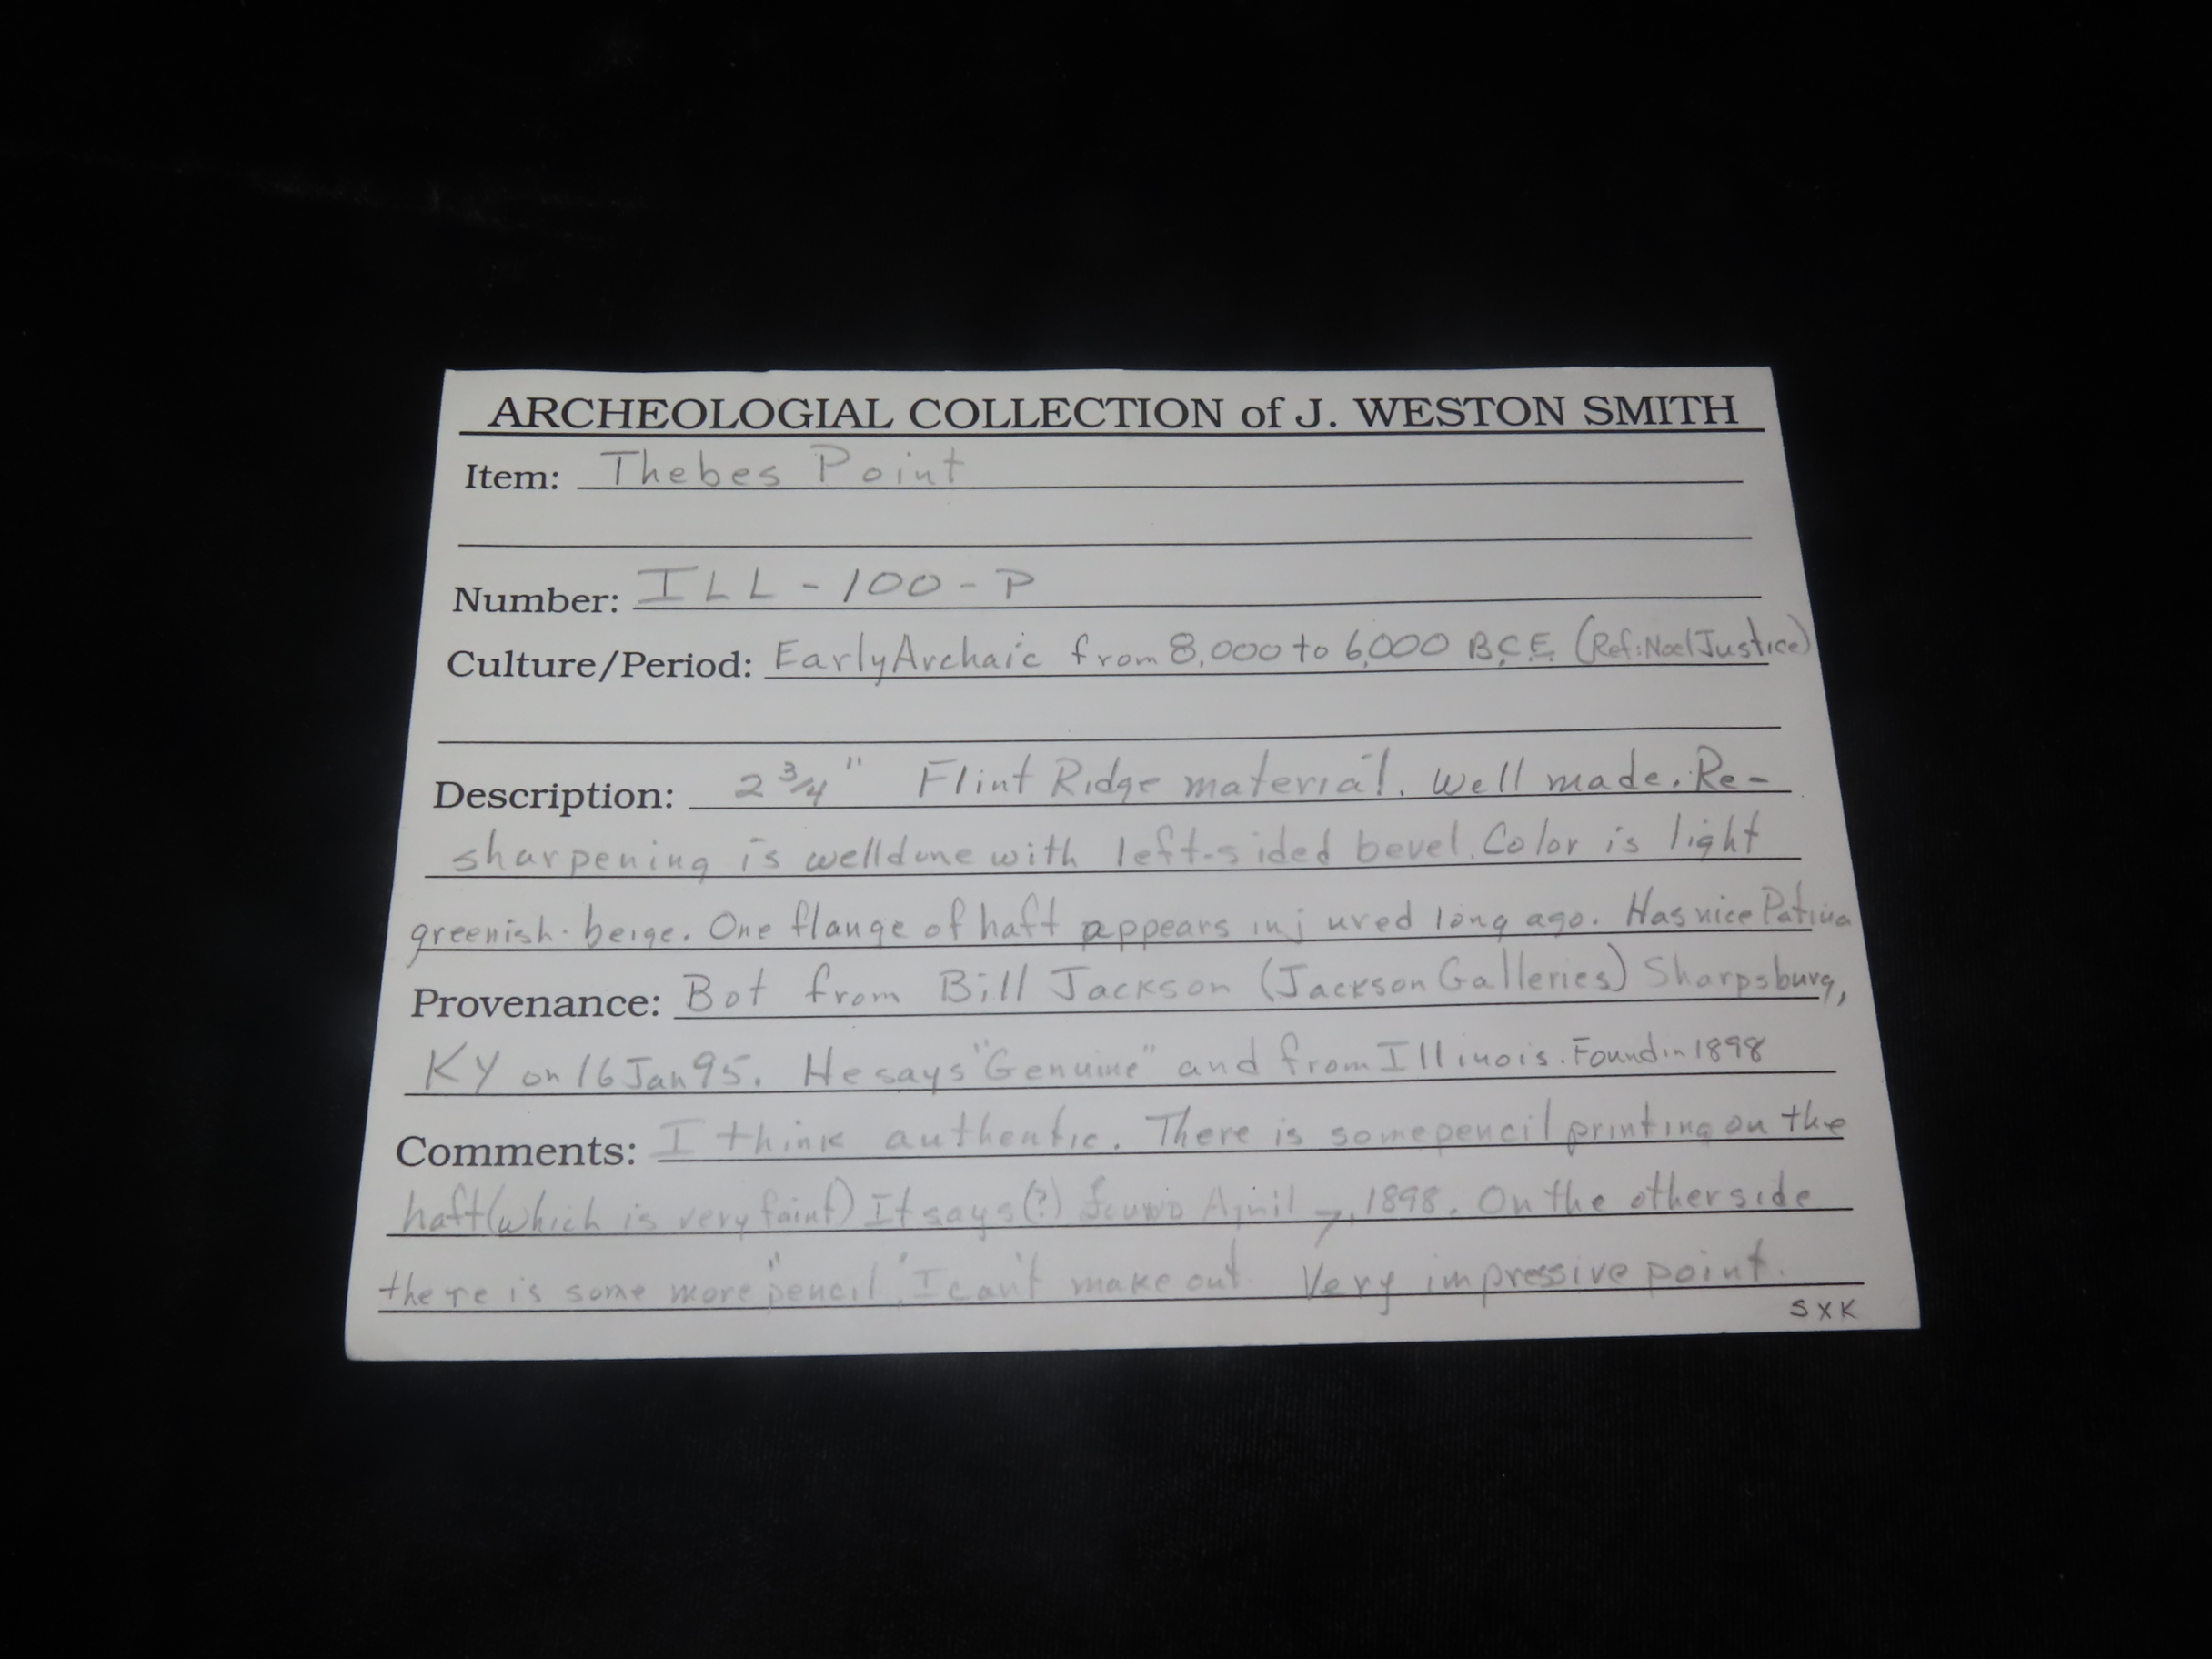 ARCHEOLOGIAL COLLECTION of J. WESTON SMITH
Item: Thebes Point
Number: ILL-100-P
Culture/Period: Early Archaic from 8,000 to 6,000 B.C.E. (Ref: Noel Justice)
Description: 2 3/4" Flint Ridge material. Well made. Re-
sharpening is well done with left-sided bevel. Color is light
greenish-beige. One flange of haft appears injured long ago. Has nice Patina
Provenance: Bot from Bill Jackson (Jackson Galleries) Sharpsburg,
KY on 16 Jan 95. He says "Genuine" and from Illinois. Found in 1898
Comments: I think authentic. There is some pencil printing on the
haft (which is very faint) It says (?) found April 7, 1898. On the other side
there is some more "pencil" I can't make out Very impressive point.
SXK